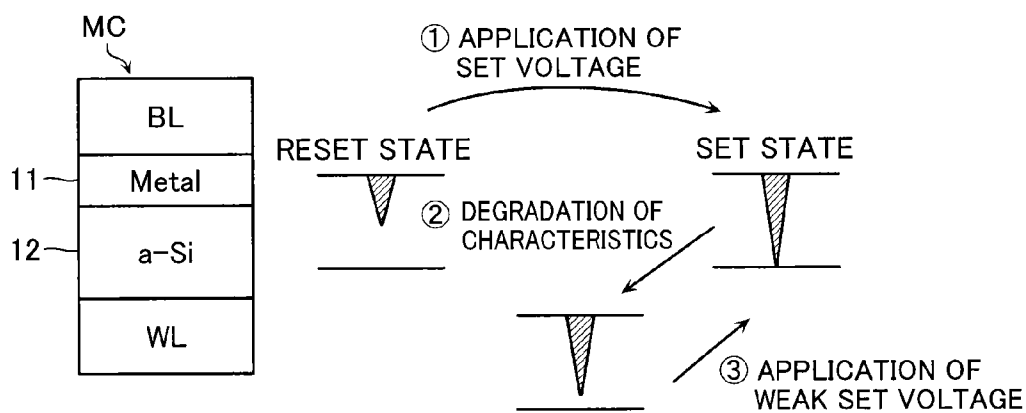 MC
BL
11
Metal
12
a-Si
WL
① APPLICATION OF
SET VOLTAGE
RESET STATE
SET STATE
② DEGRADATION OF
CHARACTERISTICS
③ APPLICATION OF
WEAK SET VOLTAGE